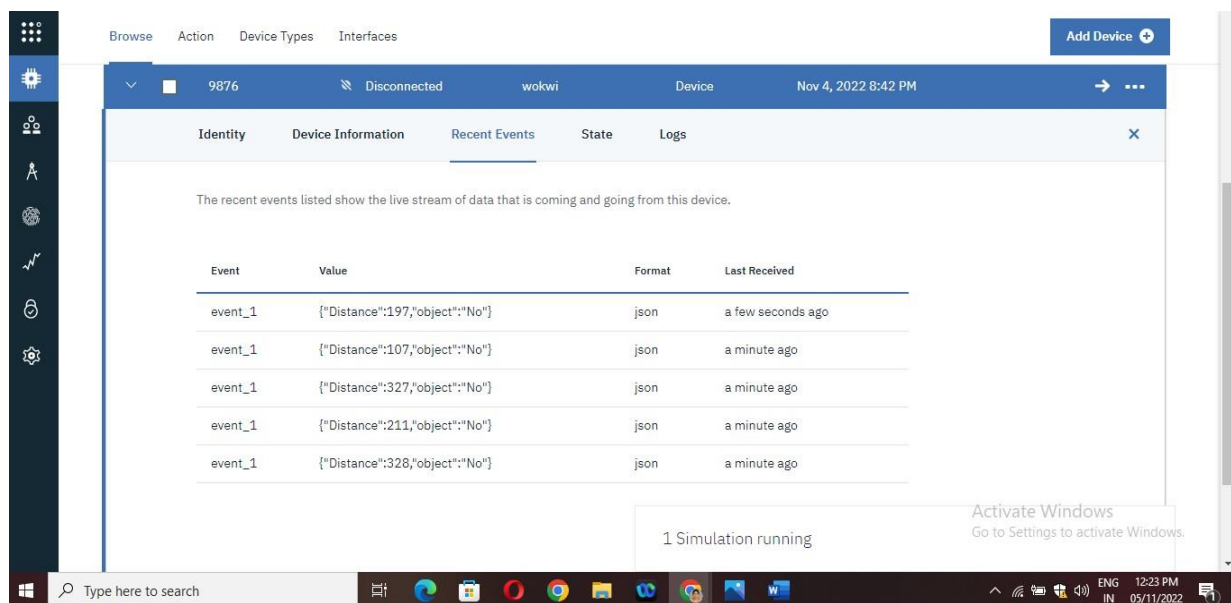 Browse Action Device Types Interfaces Add Device
9876 Disconnected wokwi Device Nov 4, 2022 8:42 PM
Identity Device Information Recent Events State Logs
The recent events listed show the live stream of data that is coming and going from this device.
Event Value Format Last Received
event_1 {"Distance":197,"object":"No"} json a few seconds ago
event_1 {"Distance":107,"object":"No"} json a minute ago
event_1 {"Distance":327,"object":"No"} json a minute ago
event_1 {"Distance":211,"object":"No"} json a minute ago
event_1 {"Distance":328,"object":"No"} json a minute ago
Activate Windows
1 Simulation running Go to Settings to activate Windows.
Type here to search ENG 12:23 PM
IN 05/11/2022